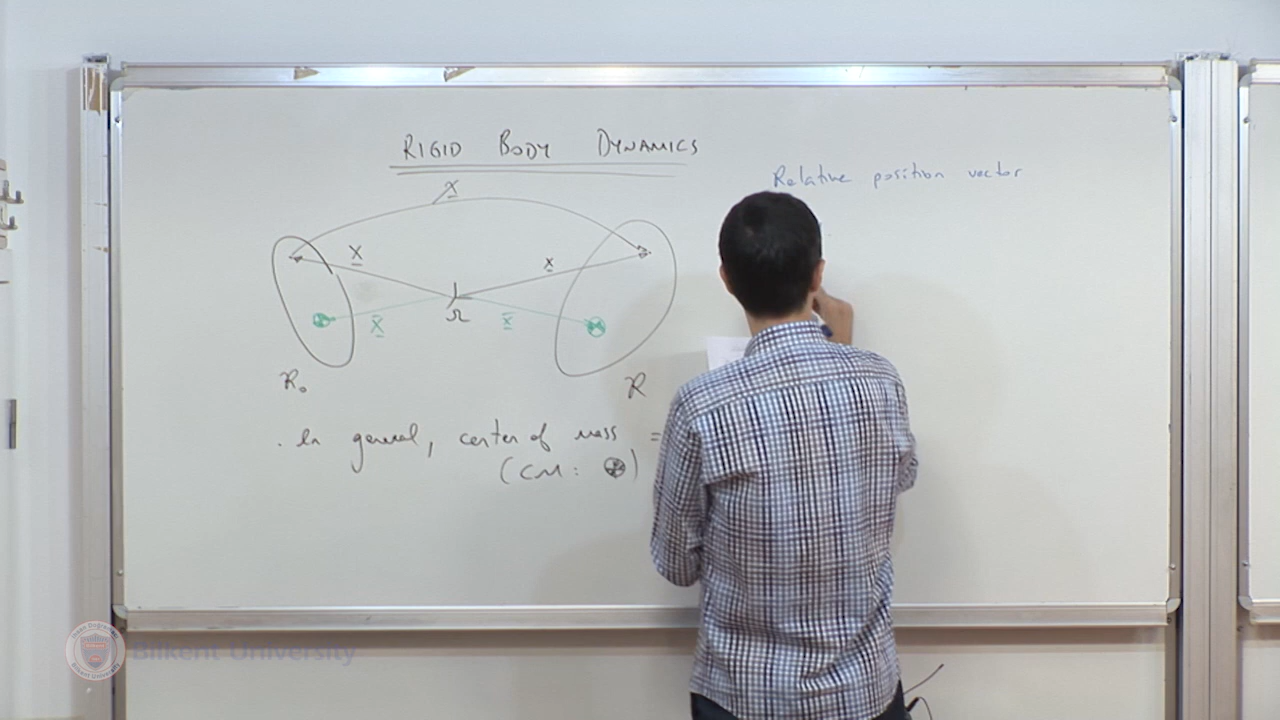 RIGID BODY DYNAMICS
Relative position vector
X
X x
X̄ x̄
Ω
R₀ R
. In general, center of mass =
(CM: )
Bilkent University